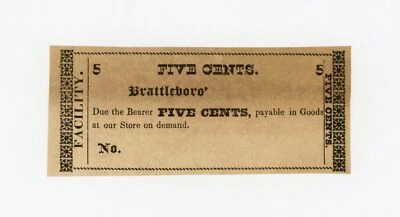 FACILITY.
5 FIVE CENTS. 5
Brattleboro'
Due the Bearer FIVE CENTS, payable in Goods
at our Store on demand.
No.
FIVE CENTS.